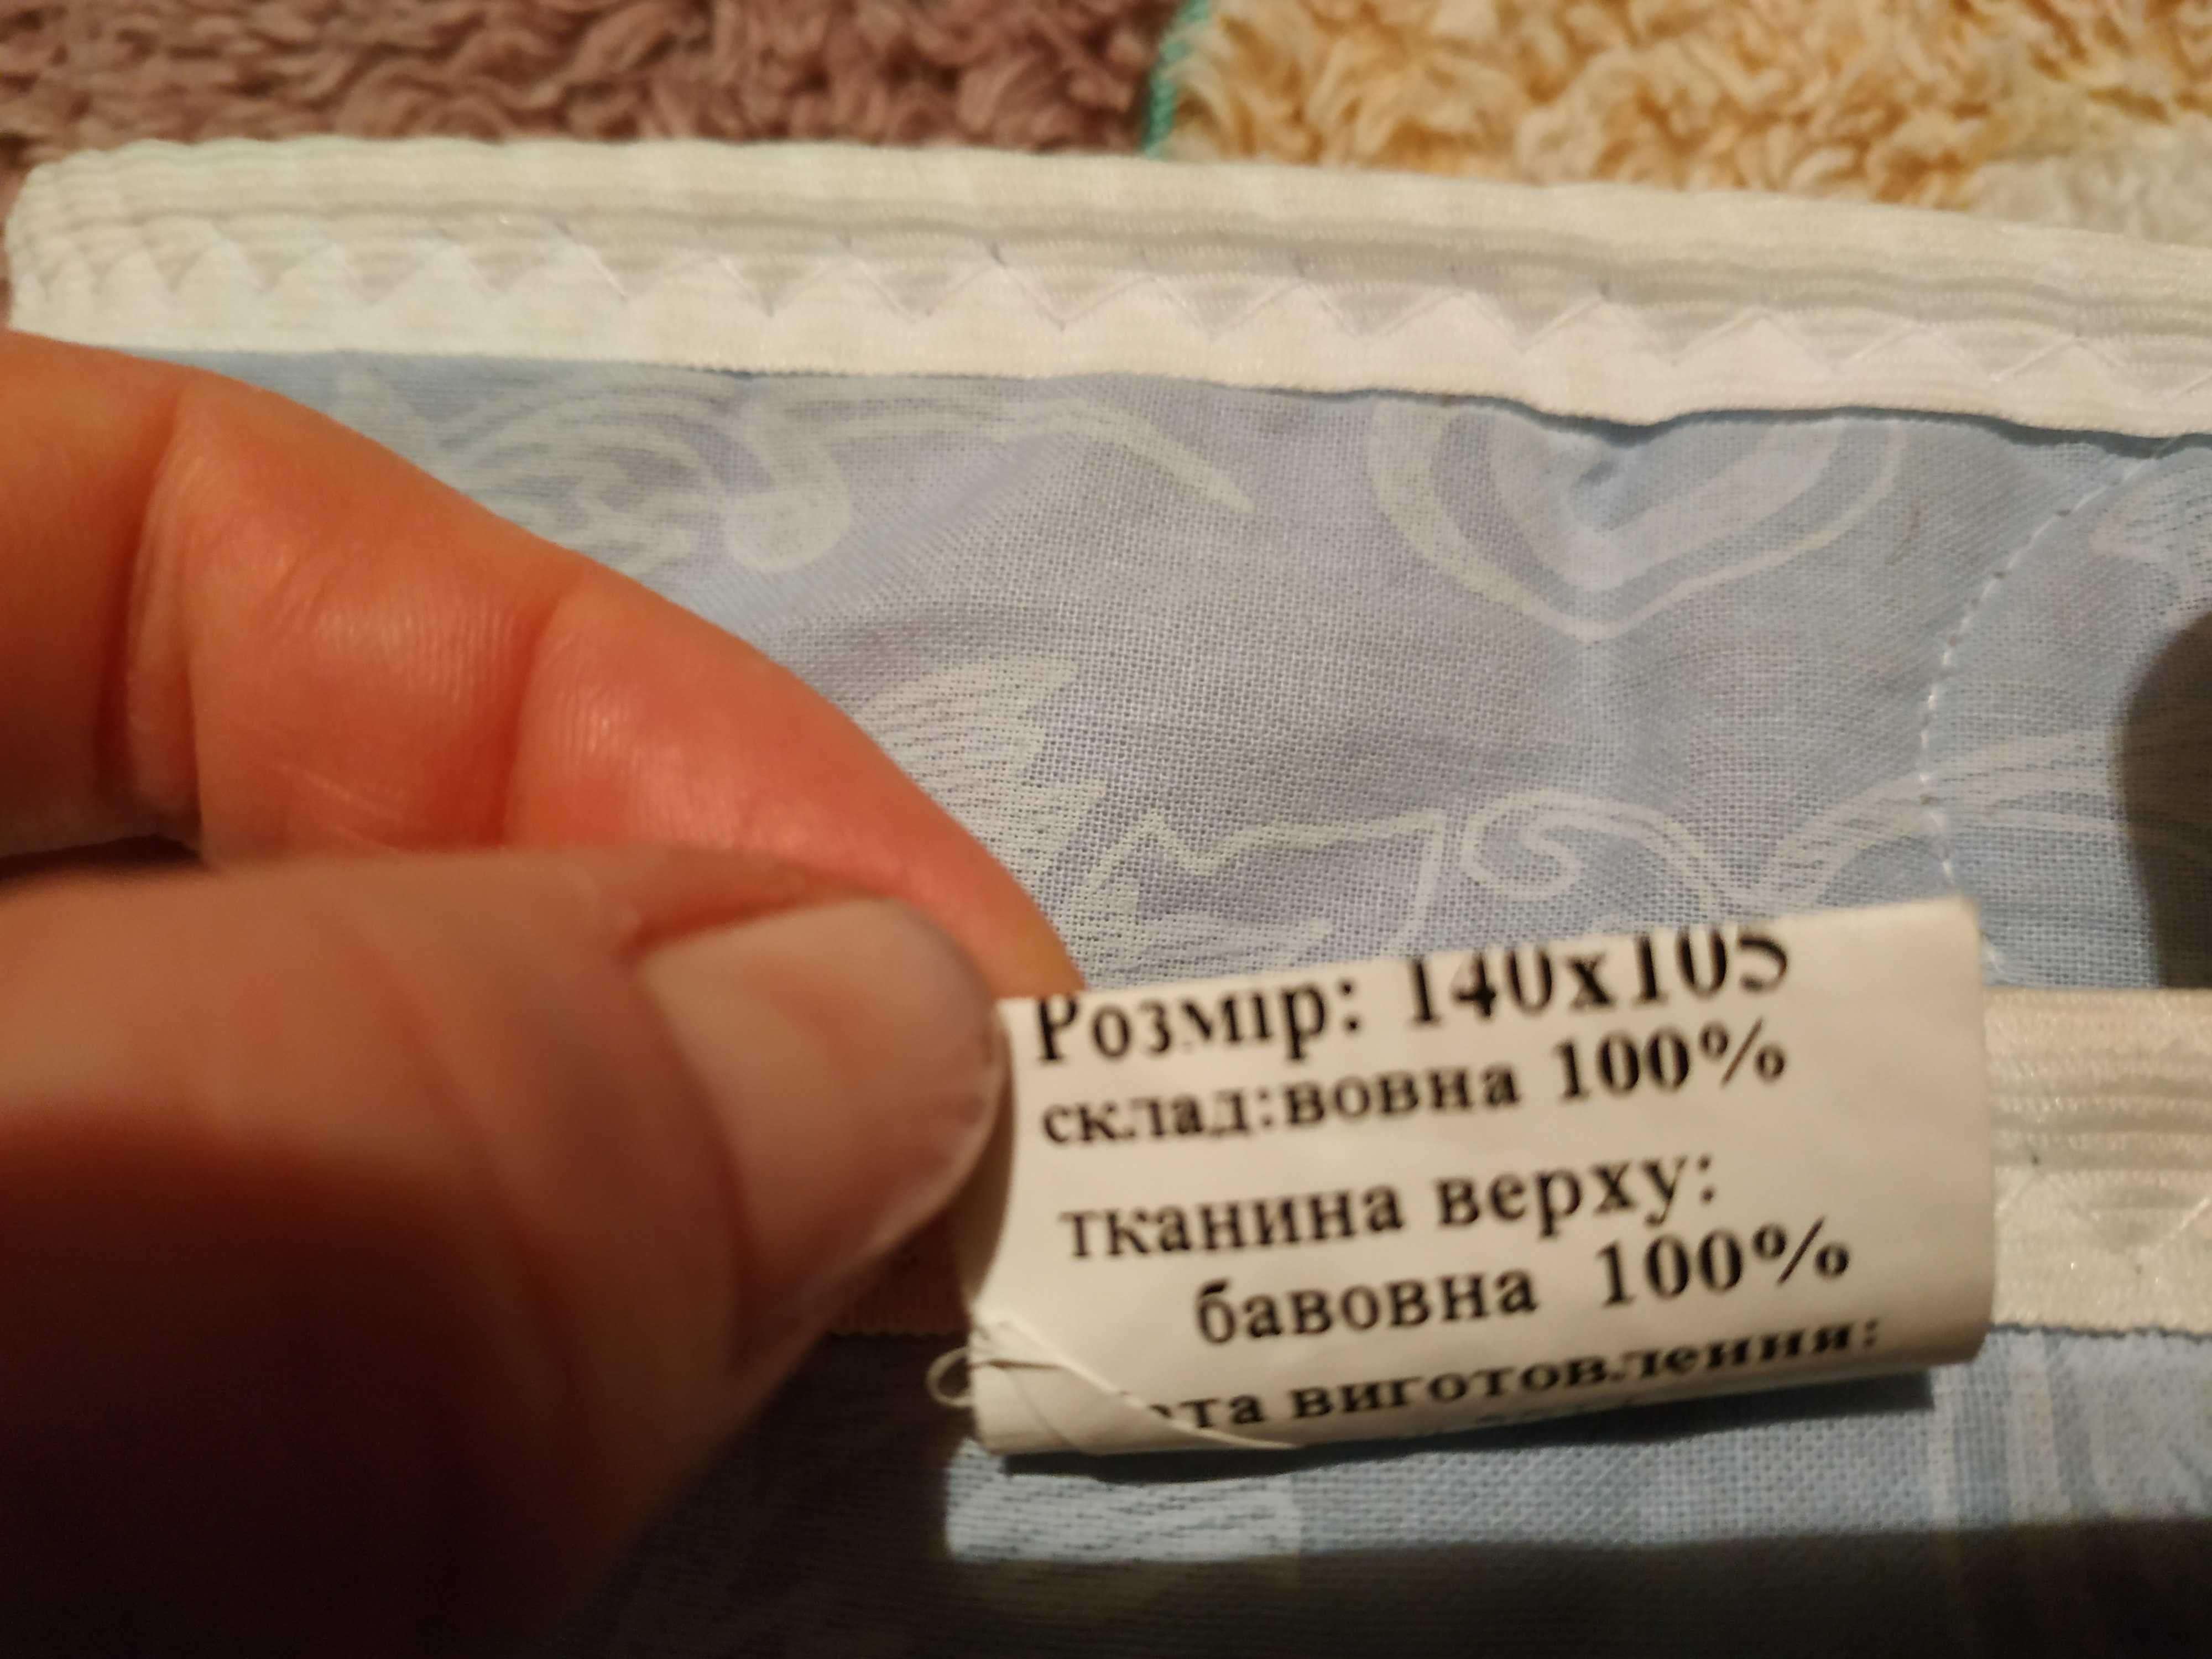 Розмір: 140х105
склад:вовна 100%
тканина верху:
бавовна 100%
виготовлення: